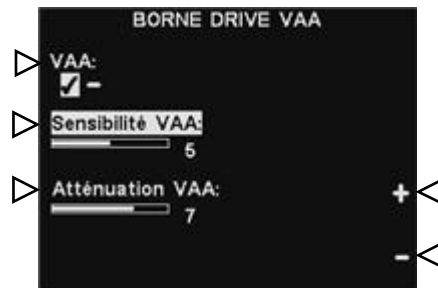 BORNE DRIVE VAA
VAA:
✓ -
Sensibilité VAA:
5
Atténuation VAA:
7
+
-